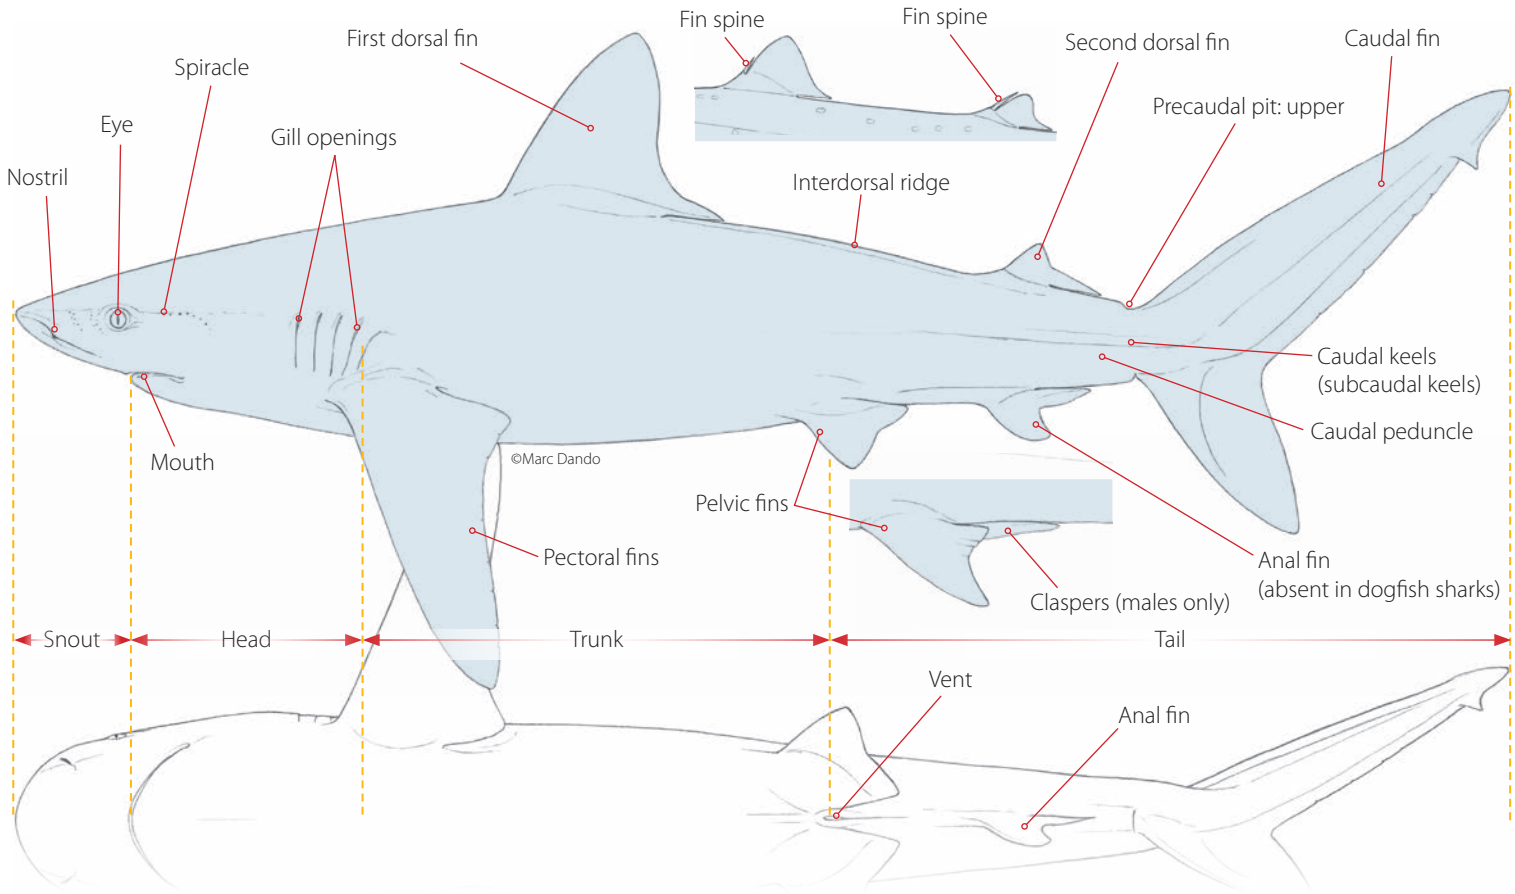 Fin spine
Fin spine
First dorsal fin
Second dorsal fin
Caudal fin
Spiracle
Precaudal pit: upper
Eye
Gill openings
Nostril
Interdorsal ridge
Caudal keels
(subcaudal keels)
Caudal peduncle
Mouth
©Marc Dando
Pelvic fins
Pectoral fins
Anal fin
(absent in dogfish sharks)
Claspers (males only)
Snout
Head
Trunk
Tail
Vent
Anal fin